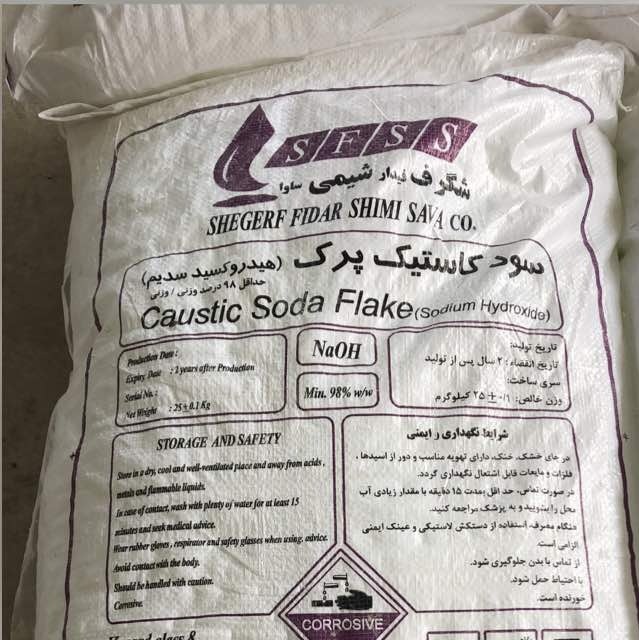 SFSS
شگرف فیدار شیمی ساوا
SHEGERF FIDAR SHIMI SAVA CO.
سود کاستیک پرک (هیدروکسید سدیم)
حداقل ۹۸ درصد وزنی / وزنی
Caustic Soda Flake (Sodium Hydroxide)
Production Date :
Expiry Date : 2 years after Production
Serial No. :
Net Weight : 25 ± 0.1 Kg
NaOH
Min. 98% w/w
تاریخ تولید:
تاریخ انقضاء: ۲ سال پس از تولید
سری ساخت:
وزن خالص: ۰/۱ ± ۲۵ کیلوگرم
STORAGE AND SAFETY
Store in a dry, cool and well-ventilated place and away from acids ,
metals and flammable liquids.
In case of contact, wash with plenty of water for at least 15
minutes and seek medical advice.
Wear rubber gloves , respirator and safety glasses when using. advice.
Avoid contact with the body.
Should be handled with caution.
Corrosive.
شرایط نگهداری و ایمنی
در جای خشک، خنک، دارای تهویه مناسب و دور از اسیدها ،
فلزات و مایعات قابل اشتعال نگهداری گردد.
در صورت تماس، حد اقل بمدت ۱۵ دقیقه با مقدار زیادی آب
محل را بشویید و به پزشک مراجعه کنید.
هنگام مصرف، استفاده از دستکش لاستیکی و عینک ایمنی
الزامی است.
از تماس با بدن جلوگیری شود.
با احتیاط حمل شود.
خورنده است.
CORROSIVE
Hazard class 8